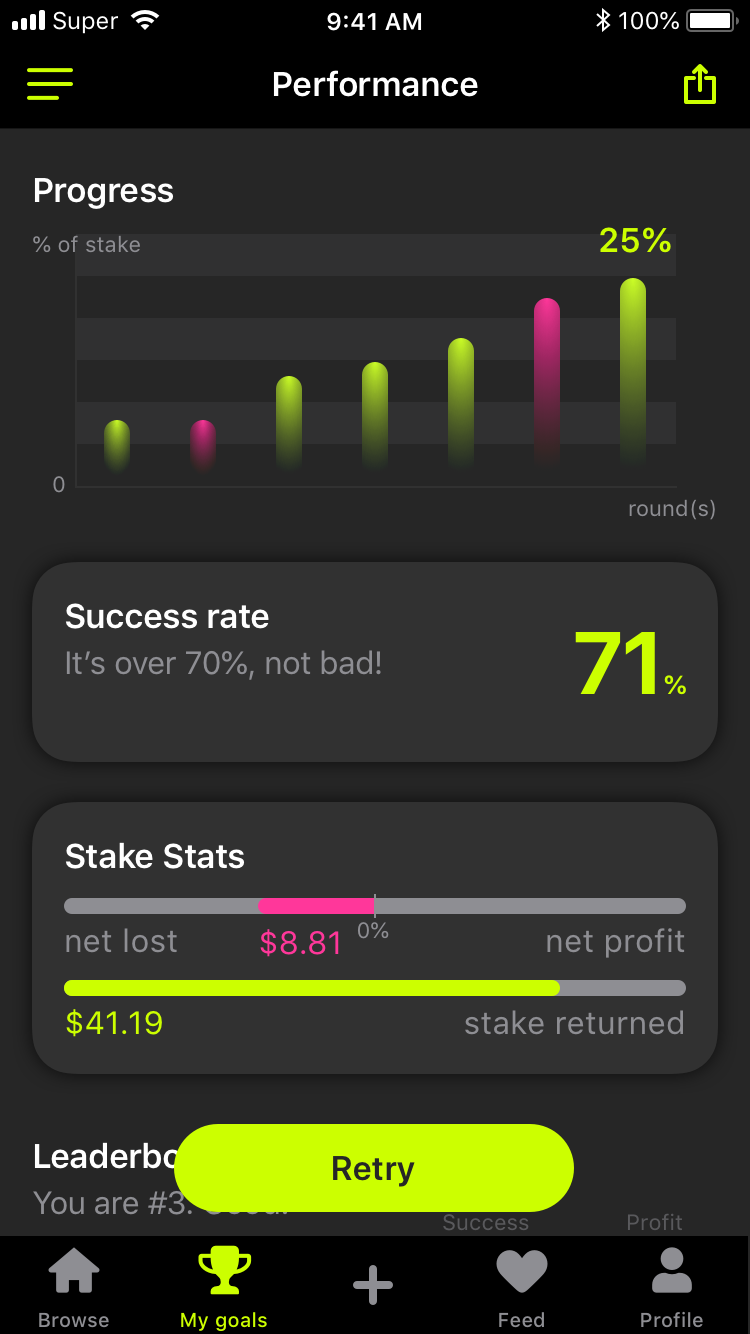 Super 9:41 AM 100%
Performance
Progress
% of stake 25%
0
round(s)
Success rate
It's over 70%, not bad!
71%
Stake Stats
0%
net lost $8.81 net profit
$41.19 stake returned
Leaderbo
Retry
You are #3.
Success Profit
Browse My goals Feed Profile